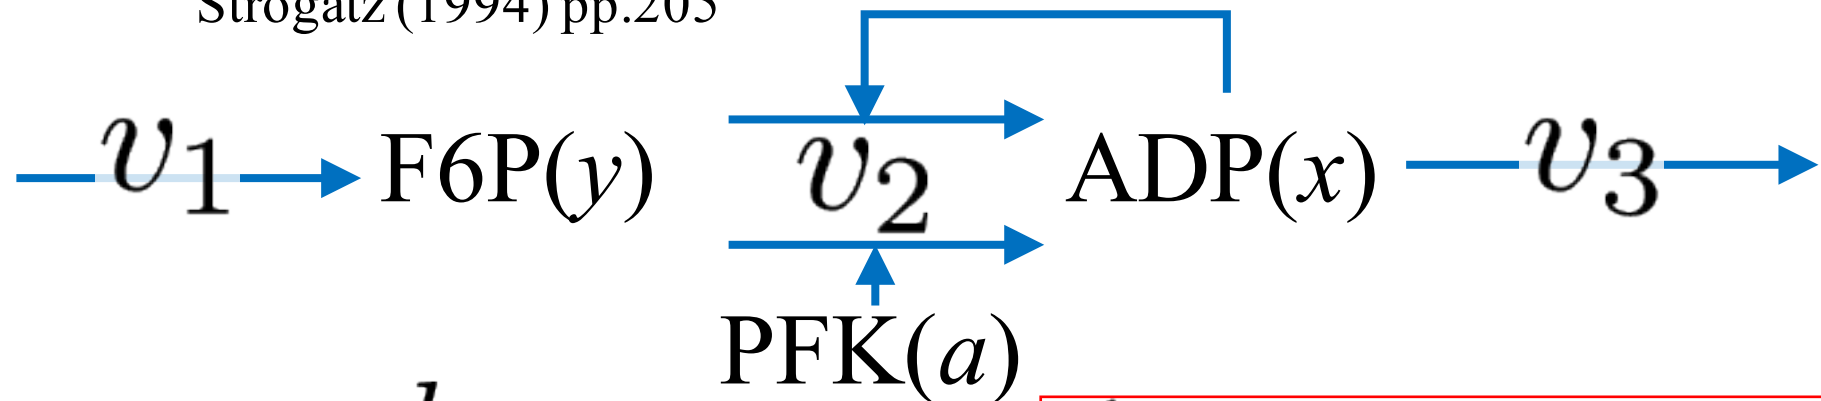 Strogatz (1994) pp.205
v1 F6P(y) v2 ADP(x) v3
PFK(a)